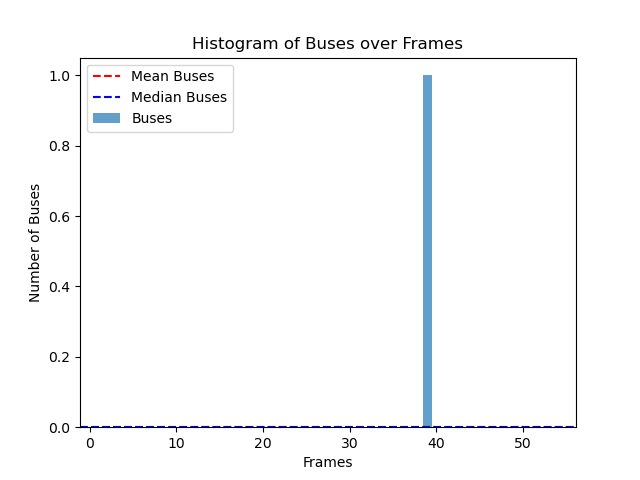 Histogram of Buses over Frames
Mean Buses
Median Buses
Buses
1.0
0.8
0.6
0.4
0.2
0.0
Number of Buses
0 10 20 30 40 50
Frames